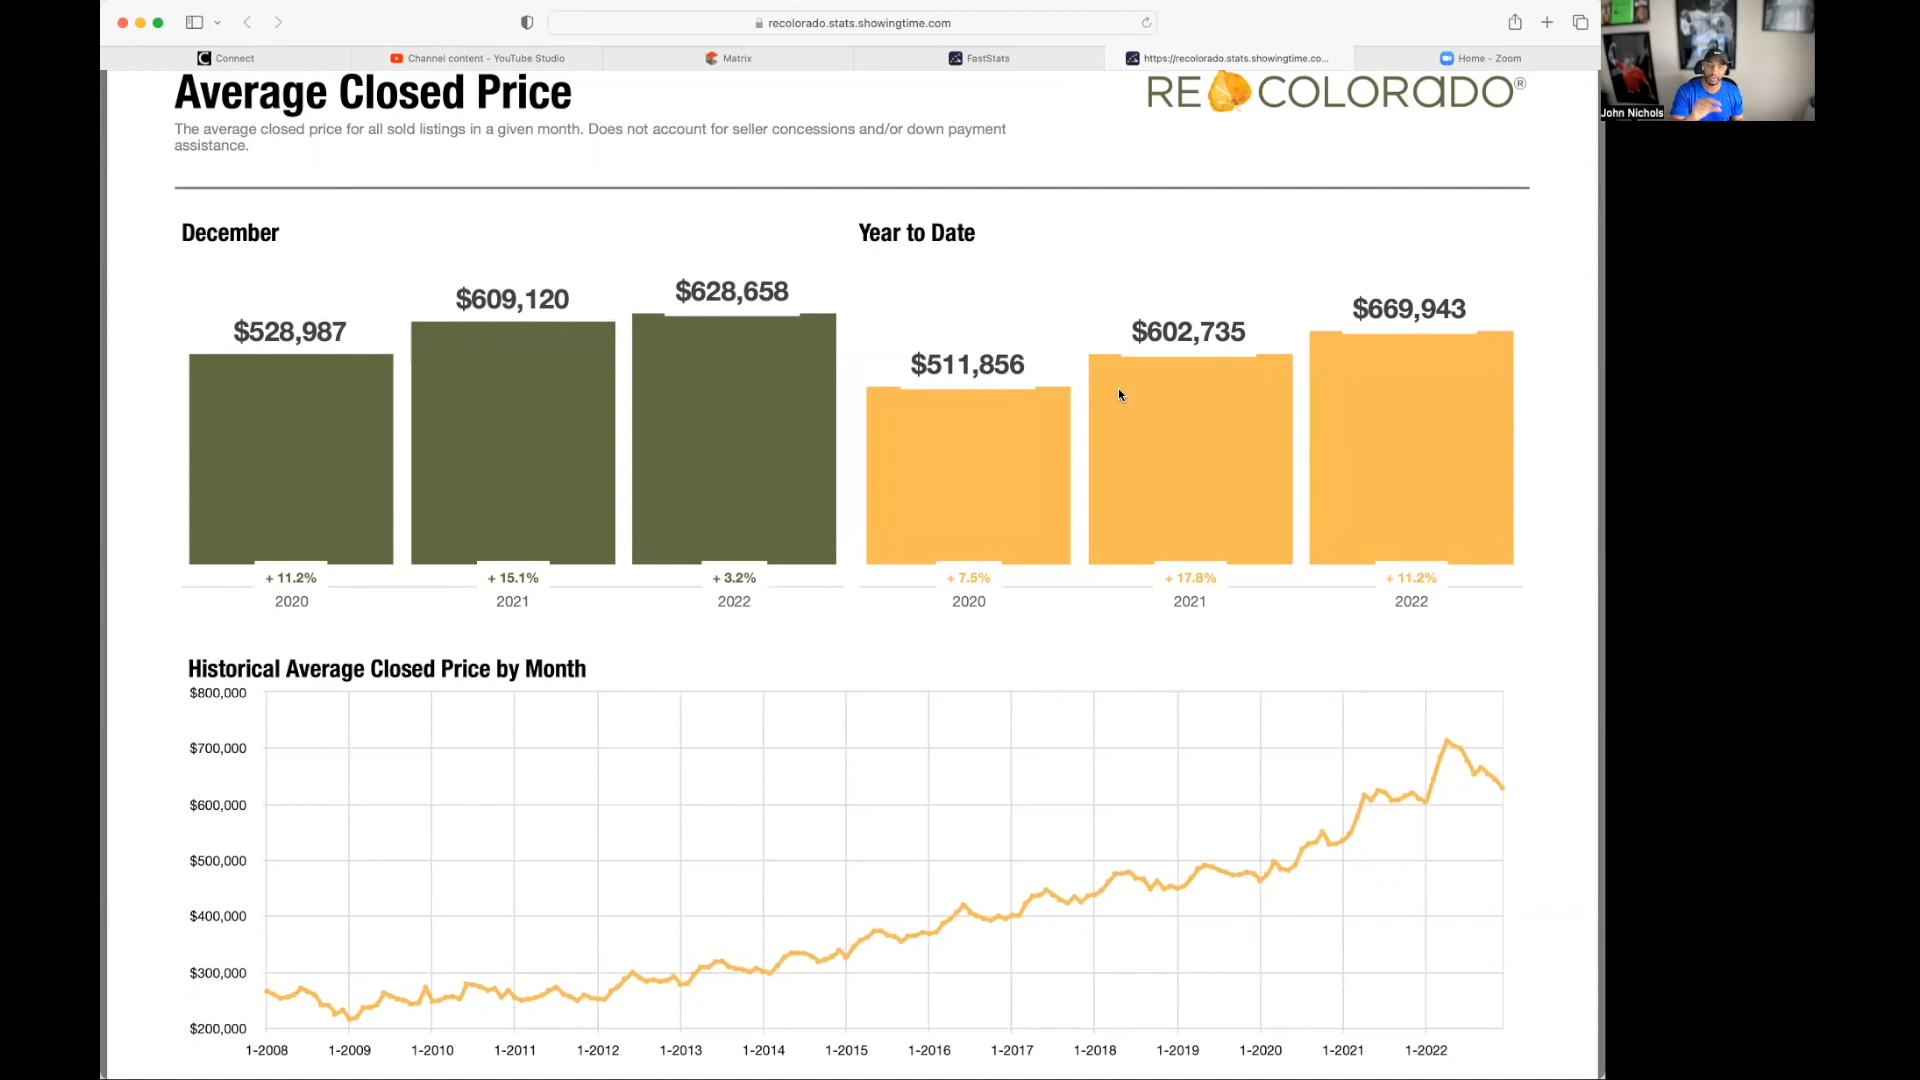 recolorado.stats.showingtime.com
Connect
Channel content - YouTube Studio
Matrix
FastStats
https://recolorado.stats.showingtime.co...
Home - Zoom
John Nichols
Average Closed Price
RE COLORADO®
The average closed price for all sold listings in a given month. Does not account for seller concessions and/or down payment
assistance.
December
Year to Date
$528,987
$609,120
$628,658
$511,856
$602,735
$669,943
+ 11.2%
+ 15.1%
+ 3.2%
+ 7.5%
+ 17.8%
+ 11.2%
2020
2021
2022
2020
2021
2022
Historical Average Closed Price by Month
$800,000
$700,000
$600,000
$500,000
$400,000
$300,000
$200,000
1-2008
1-2009
1-2010
1-2011
1-2012
1-2013
1-2014
1-2015
1-2016
1-2017
1-2018
1-2019
1-2020
1-2021
1-2022